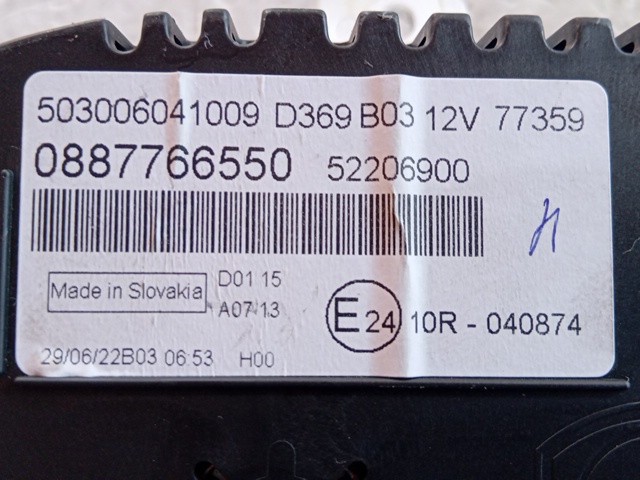 503006041009 D369 B03 12V 77359
0887766550 52206900
Made in Slovakia D01 15
A07 13
E24 10R - 040874
29/06/22B03 06:53 H00